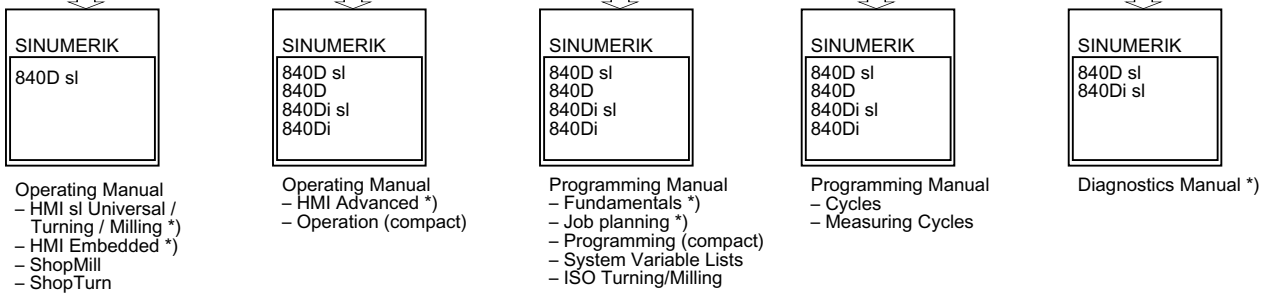 SINUMERIK
840D sl
Operating Manual
– HMI sl Universal /
Turning / Milling *)
– HMI Embedded *)
– ShopMill
– ShopTurn
SINUMERIK
840D sl
840D
840Di sl
840Di
Operating Manual
– HMI Advanced *)
– Operation (compact)
SINUMERIK
840D sl
840D
840Di sl
840Di
Programming Manual
– Fundamentals *)
– Job planning *)
– Programming (compact)
– System Variable Lists
– ISO Turning/Milling
SINUMERIK
840D sl
840D
840Di sl
840Di
Programming Manual
– Cycles
– Measuring Cycles
SINUMERIK
840D sl
840Di sl
Diagnostics Manual *)